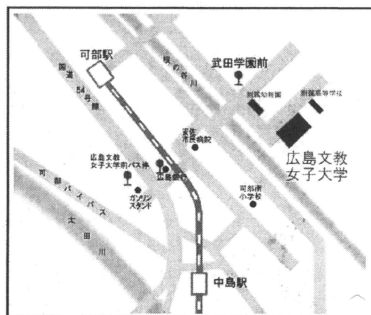 可部駅
国道
54号線
根の谷川
武田学園前
附属幼稚園
附属高等学校
安佐
市民病院
広島文教
女子大学
広島文教
女子大学前バス停
広島銀行
ガソリン
スタンド
可部南
小学校
可部バイパス
太田川
中島駅